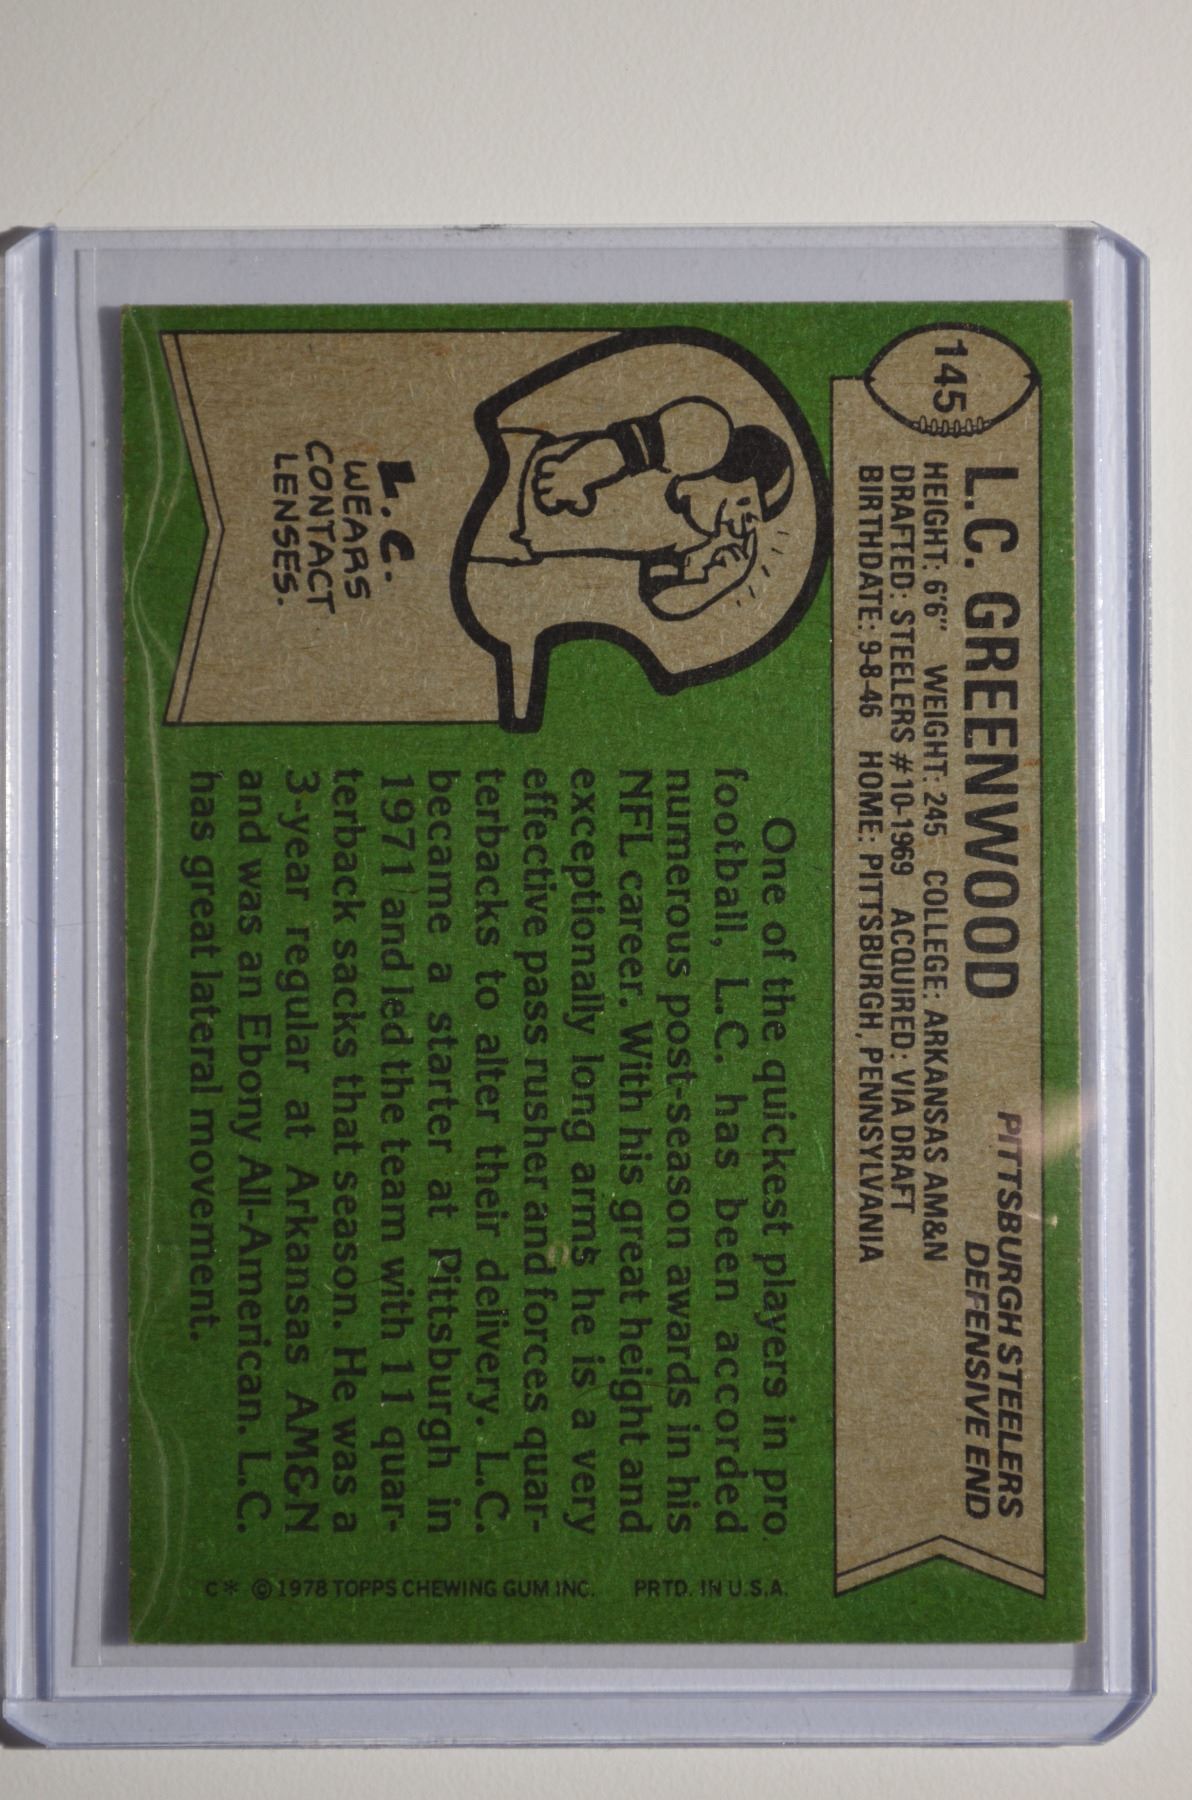 145
L.C. GREENWOOD
PITTSBURGH STEELERS
DEFENSIVE END
HEIGHT: 6'6" WEIGHT: 245 COLLEGE: ARKANSAS AM&N
DRAFTED: STEELERS #10-1969 ACQUIRED: VIA DRAFT
BIRTHDATE: 9-8-46 HOME: PITTSBURGH, PENNSYLVANIA
L.C.
WEARS
CONTACT
LENSES.
One of the quickest players in pro
football, L.C. has been accorded
numerous post-season awards in his
NFL career. With his great height and
exceptionally long arms he is a very
effective pass rusher and forces quar-
terbacks to alter their delivery. L.C.
became a starter at Pittsburgh in
1971 and led the team with 11 quar-
terback sacks that season. He was a
3-year regular at Arkansas AM&N
and was an Ebony All-American. L.C.
has great lateral movement.
C* © 1978 TOPPS CHEWING GUM INC. PRTD. IN U.S.A.